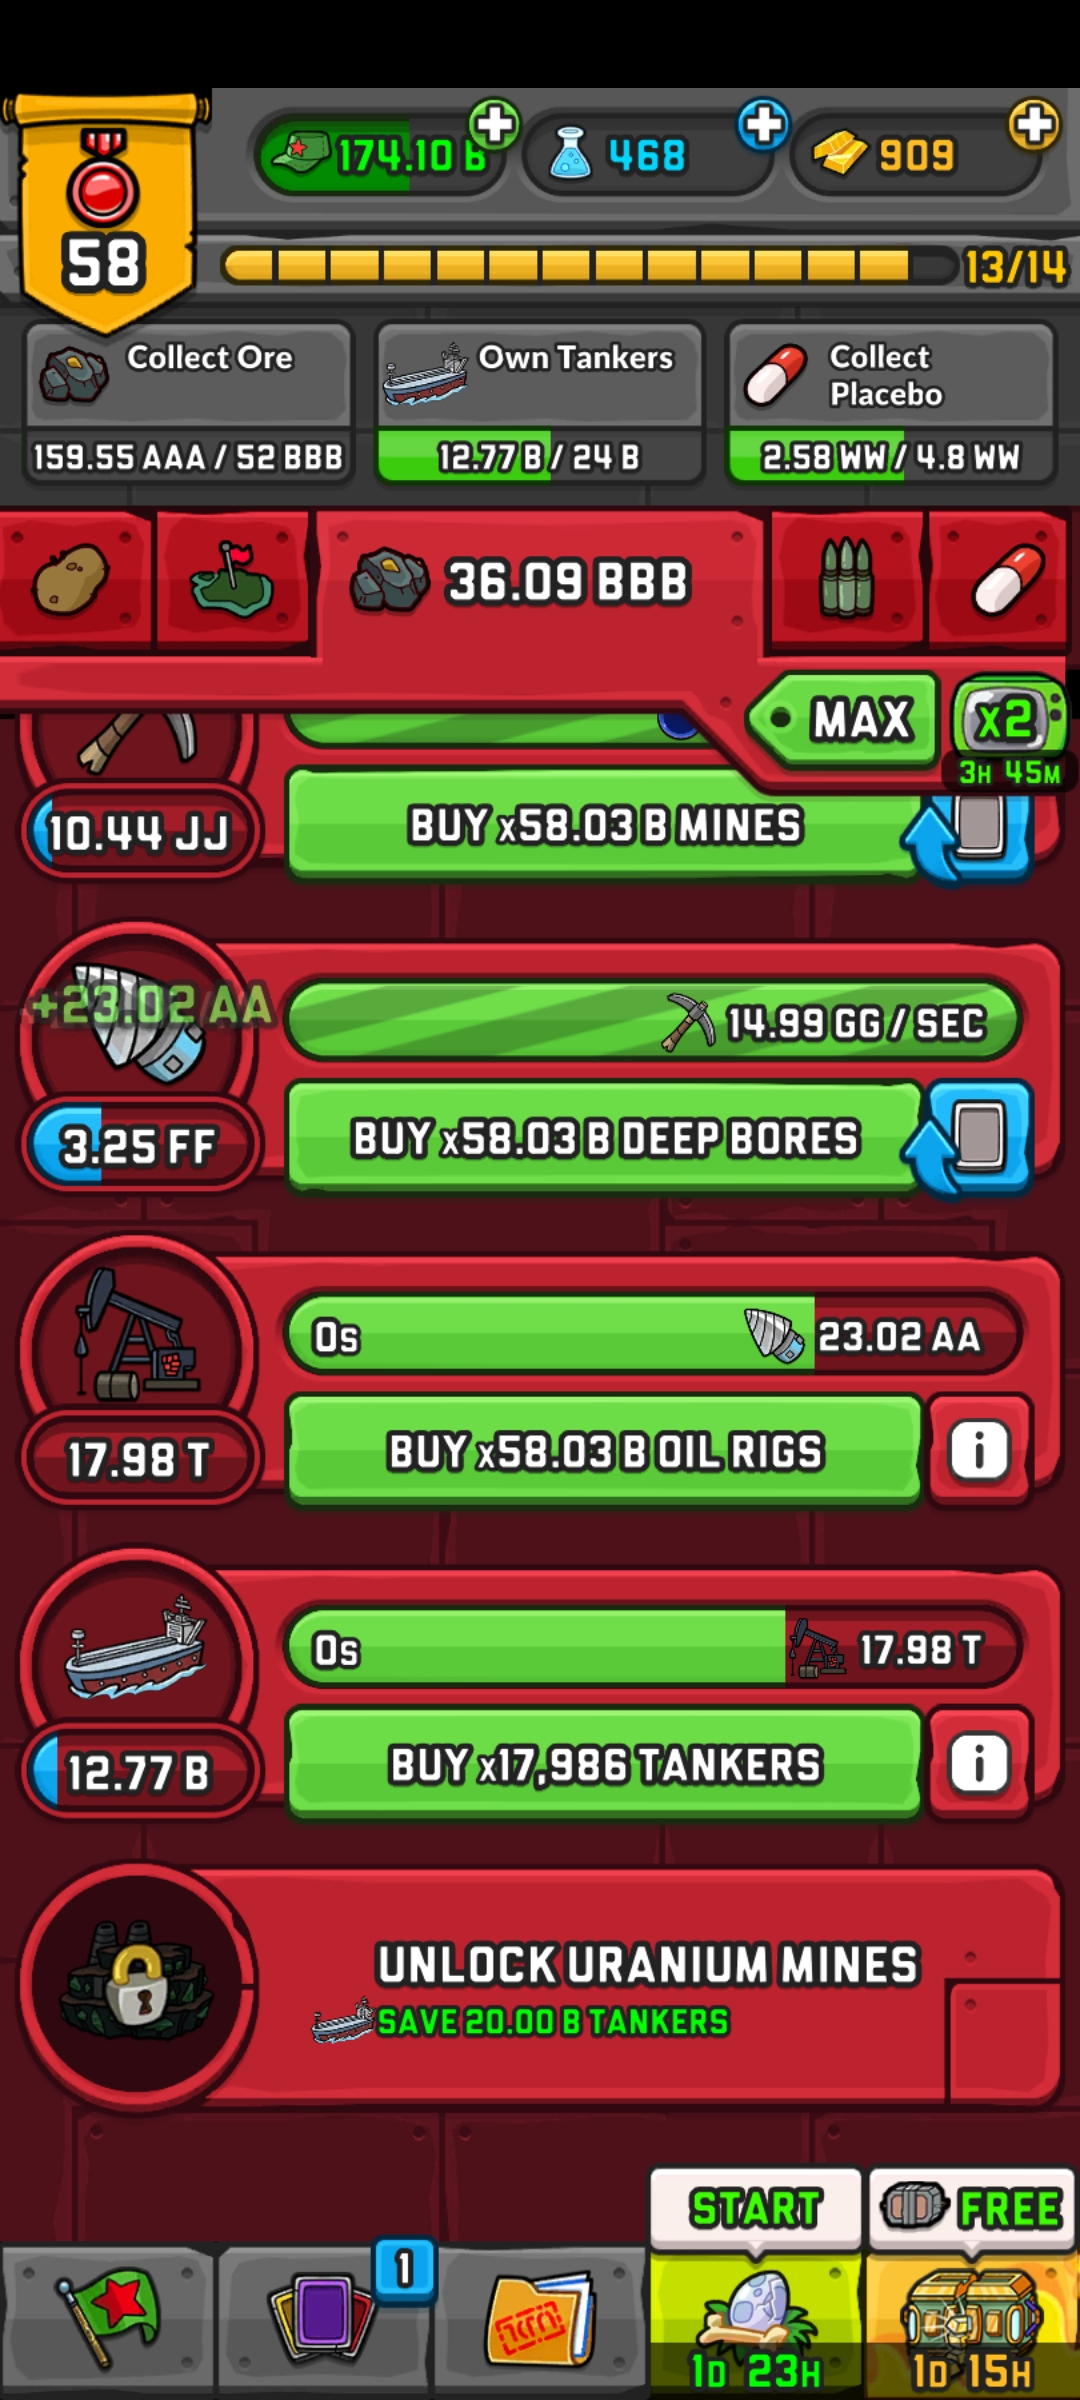 174.10 B
468
909
58
13/14
Collect Ore
159.55 AAA / 52 BBB
Own Tankers
12.77 B / 24 B
Collect
Placebo
2.58 WW / 4.8 WW
36.09 BBB
MAX
x2
3H 45M
10.44 JJ
BUY x58.03 B MINES
+23.02 AA
14.99 GG / SEC
3.25 FF
BUY x58.03 B DEEP BORES
0s
23.02 AA
17.98 T
BUY x58.03 B OIL RIGS
i
0s
17.98 T
12.77 B
BUY x17,986 TANKERS
i
UNLOCK URANIUM MINES
SAVE 20.00 B TANKERS
START
FREE
1
1D 23H
1D 15H